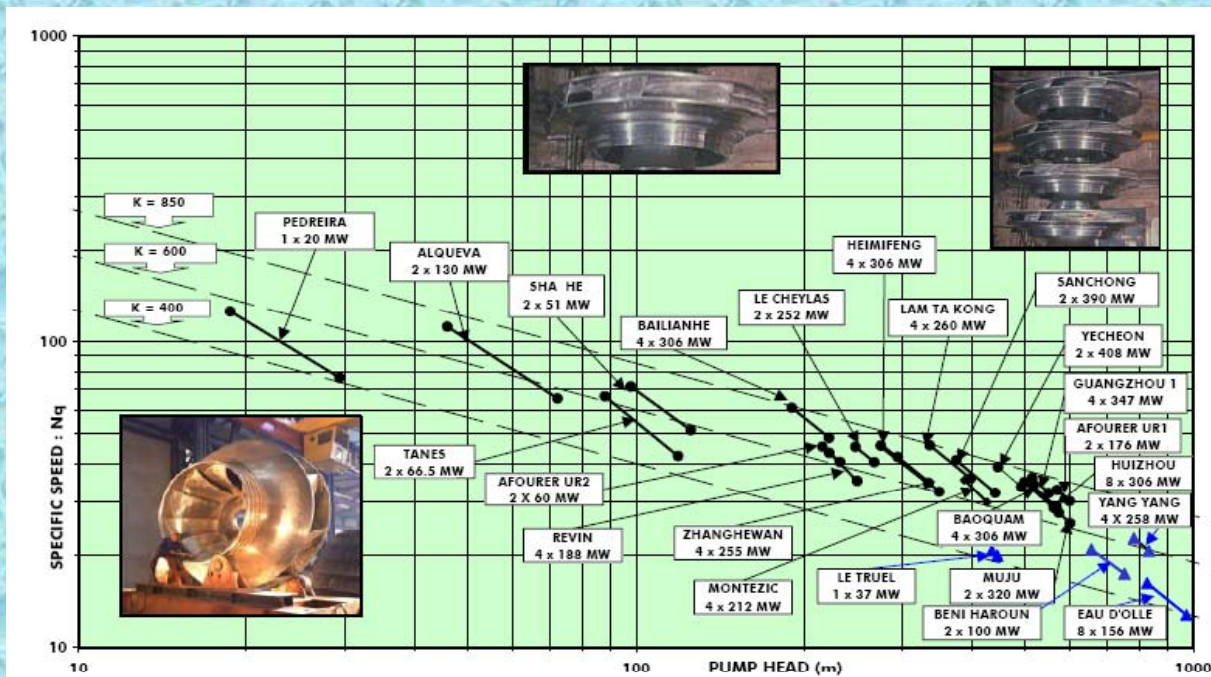 1000
K = 850
PEDREIRA
1 x 20 MW
K = 600
ALQUEVA
2 x 130 MW
SHA HE
2 x 51 MW
BAILIANHE
4 x 306 MW
LE CHEYLAS
2 x 252 MW
HEIMIFENG
4 x 306 MW
LAM TA KONG
4 x 260 MW
SANCHONG
2 x 390 MW
YECHEON
2 x 408 MW
GUANGZHOU 1
4 x 347 MW
AFOURER UR1
2 x 176 MW
HUIZHOU
8 x 306 MW
YANG YANG
4 X 258 MW
K = 400
100
SPECIFIC SPEED : Nq
TANES
2 x 66.5 MW
AFOURER UR2
2 X 60 MW
REVIN
4 x 188 MW
ZHANGHEWAN
4 x 255 MW
MONTEZIC
4 x 212 MW
BAOQUAM
4 x 306 MW
LE TRUEL
1 x 37 MW
MUJU
2 x 320 MW
BENI HAROUN
2 x 100 MW
EAU D'OLLE
8 x 156 MW
10
10
100
PUMP HEAD (m)
1000